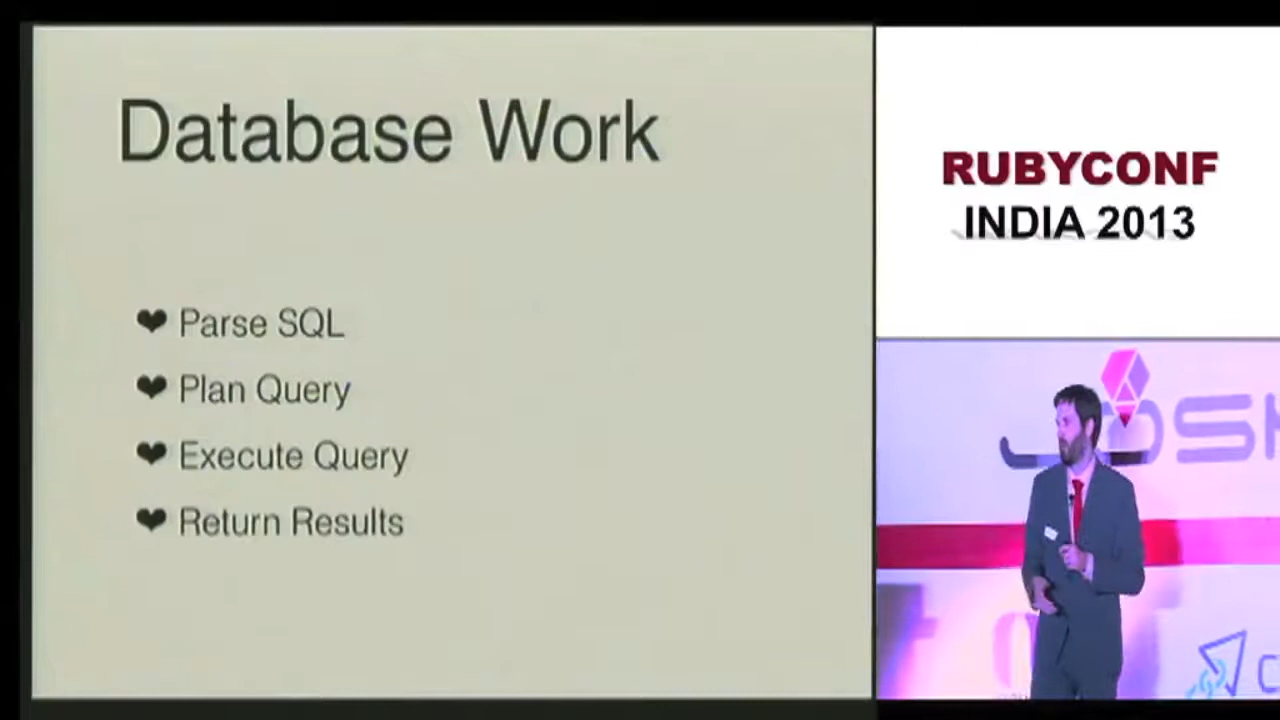 Database Work
❤ Parse SQL
❤ Plan Query
❤ Execute Query
❤ Return Results
RUBYCONF
INDIA 2013